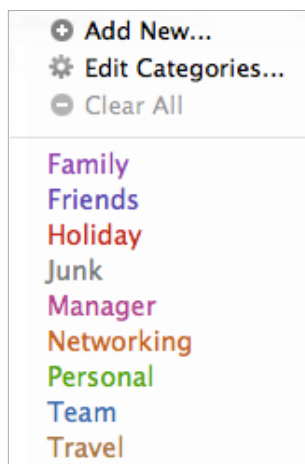 Add New...
Edit Categories...
Clear All
Family
Friends
Holiday
Junk
Manager
Networking
Personal
Team
Travel